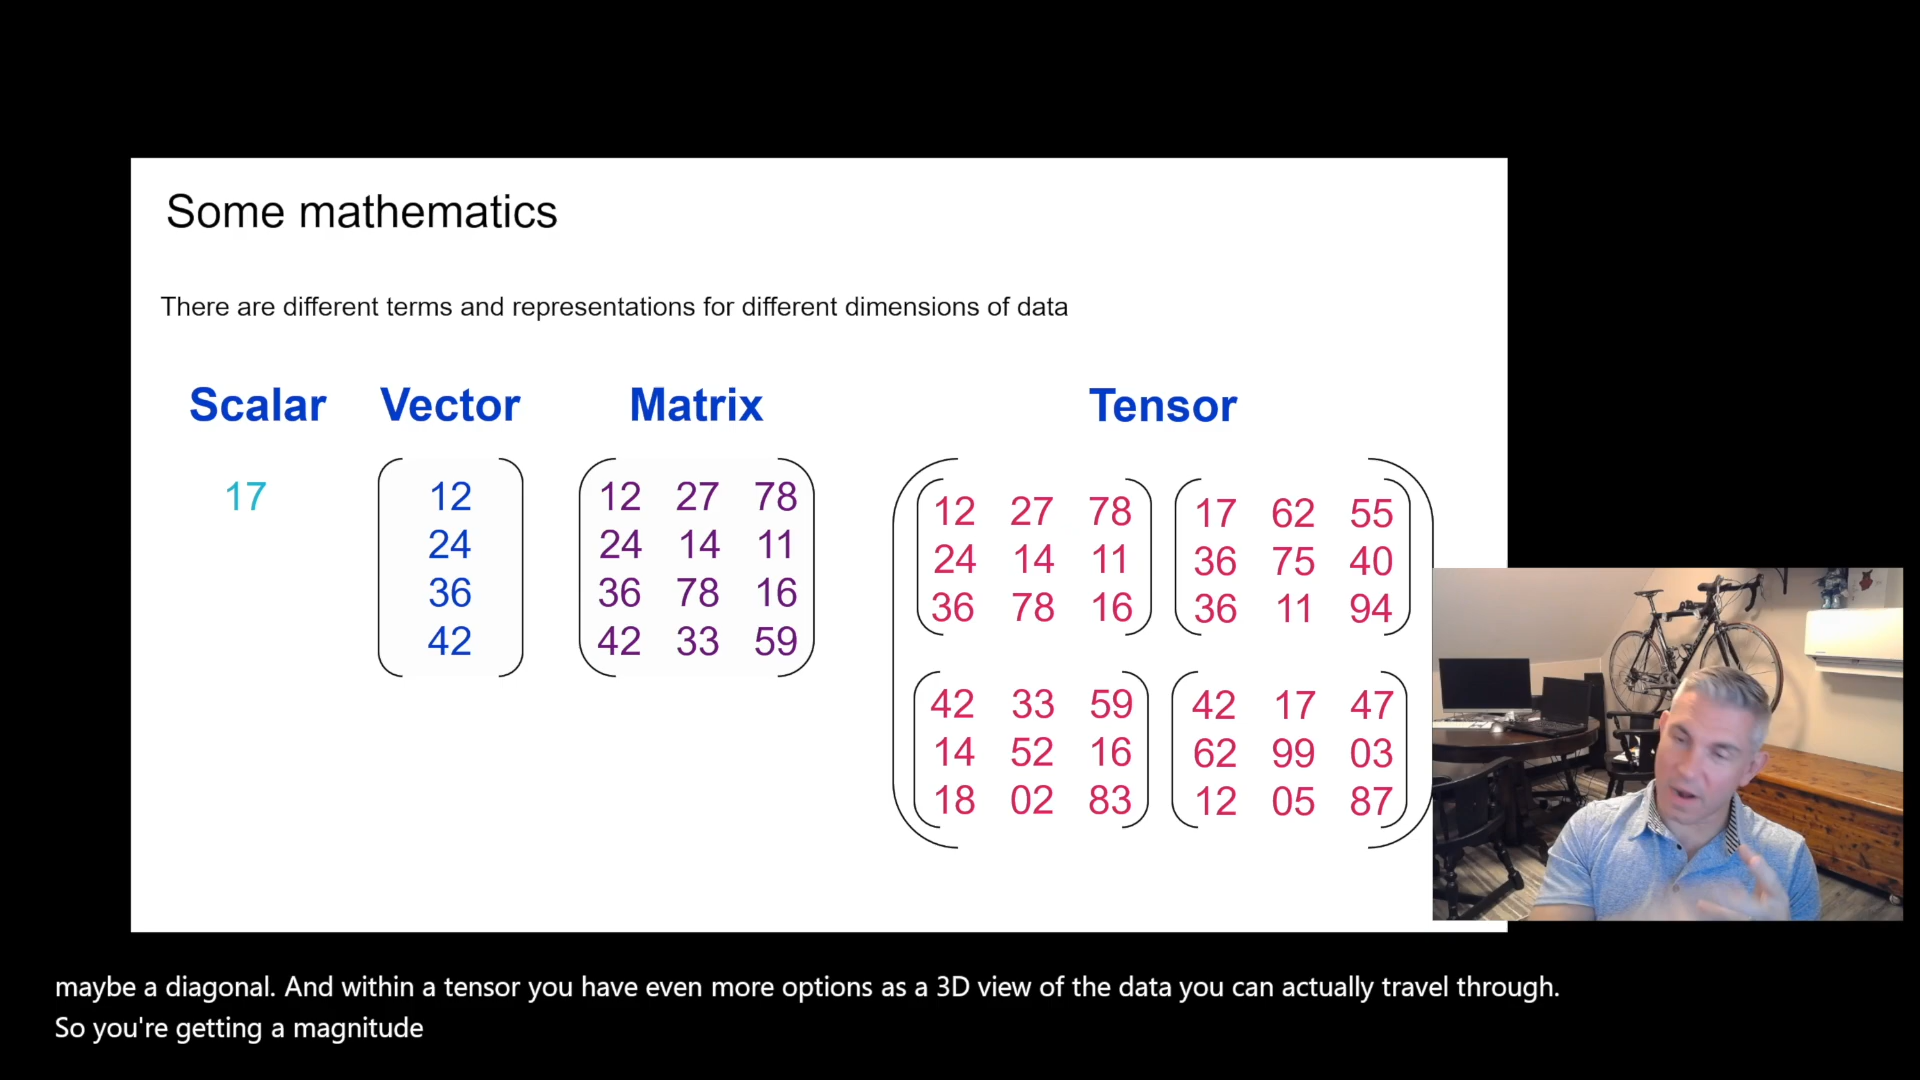 Some mathematics
There are different terms and representations for different dimensions of data
Scalar Vector Matrix Tensor
17
12
24
36
42
12 27 78
24 14 11
36 78 16
42 33 59
12 27 78
24 14 11
36 78 16
17 62 55
36 75 40
36 11 94
42 33 59
14 52 16
18 02 83
42 17 47
62 99 03
12 05 87
maybe a diagonal. And within a tensor you have even more options as a 3D view of the data you can actually travel through.
So you're getting a magnitude